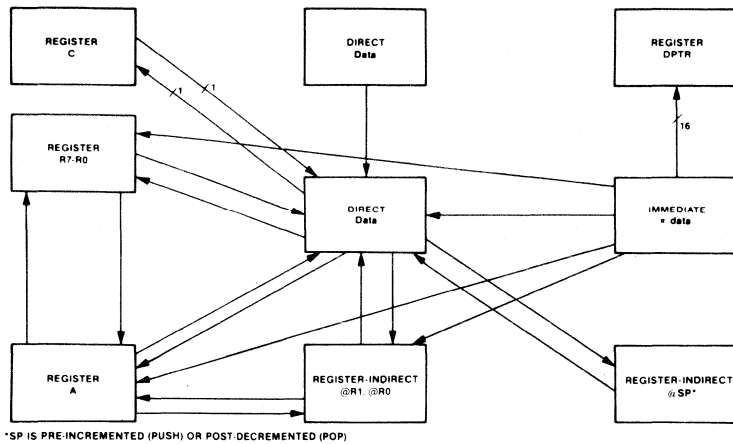 REGISTER
C
DIRECT
Data
REGISTER
DPTR
1
1
16
REGISTER
R7-R0
DIRECT
Data
IMMEDIATE
# data
REGISTER
A
REGISTER-INDIRECT
@R1, @R0
REGISTER-INDIRECT
@SP*
*SP IS PRE-INCREMENTED (PUSH) OR POST-DECREMENTED (POP)